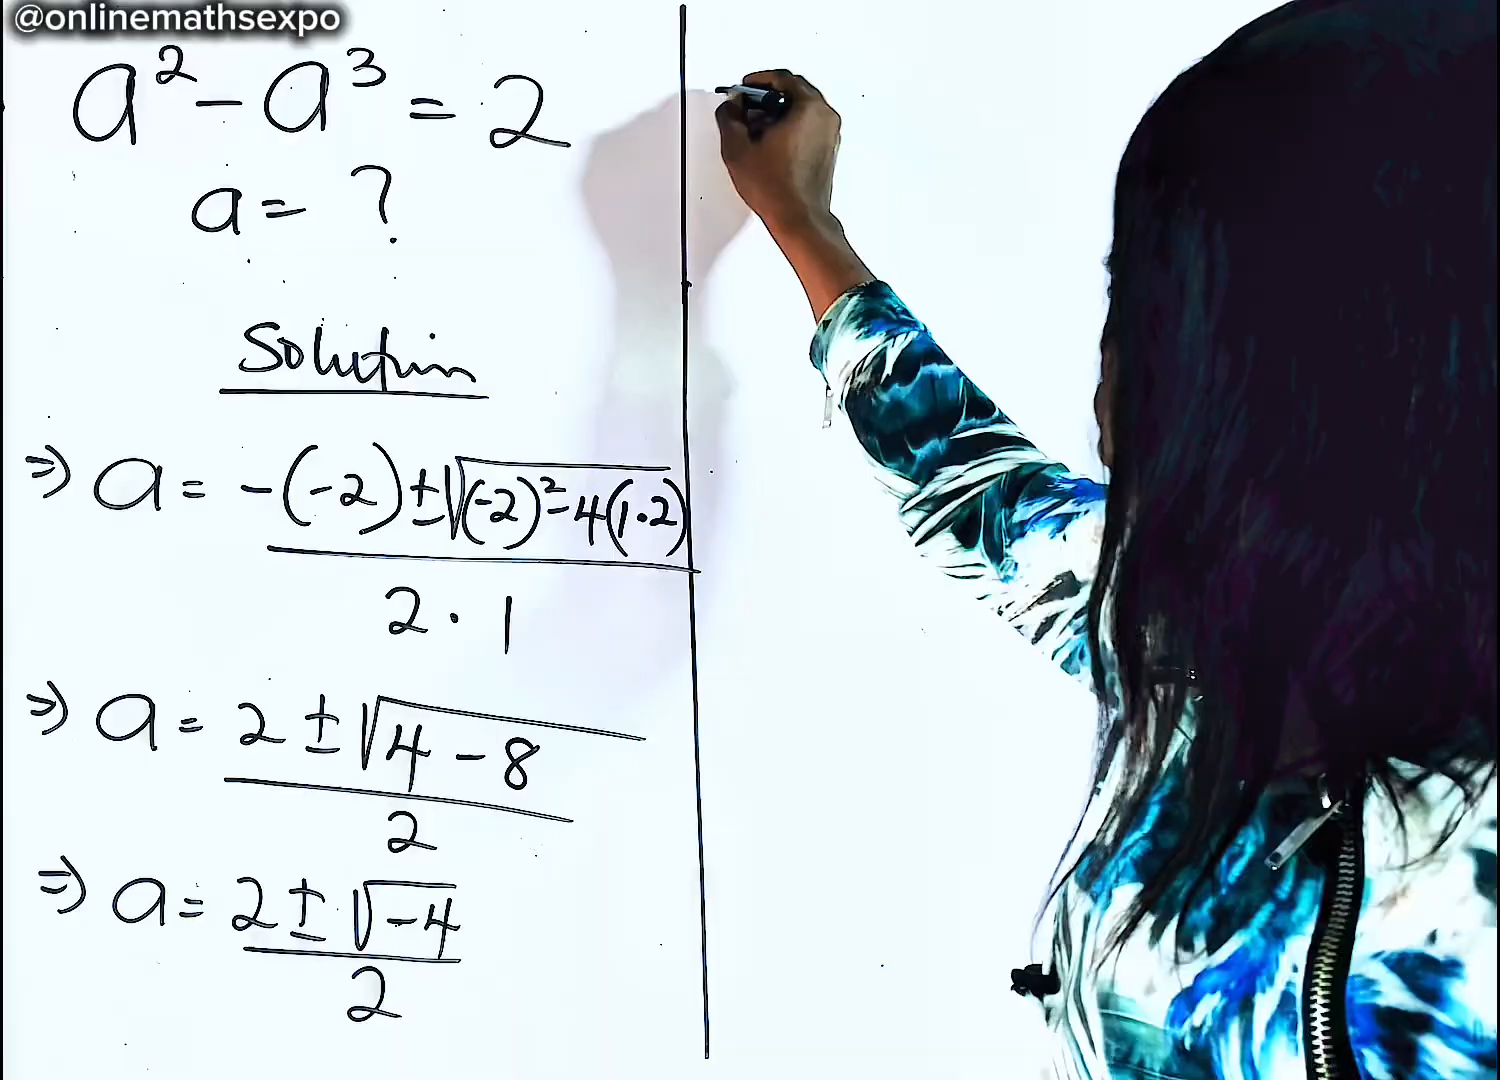 @onlinemathsexpo
a² - a³ = 2
a = ?
Solution
⇒ a = -(-2) ± √(-2)² - 4(1·2)
2 · 1
⇒ a = 2 ± √4 - 8
2
⇒ a = 2 ± √-4
2